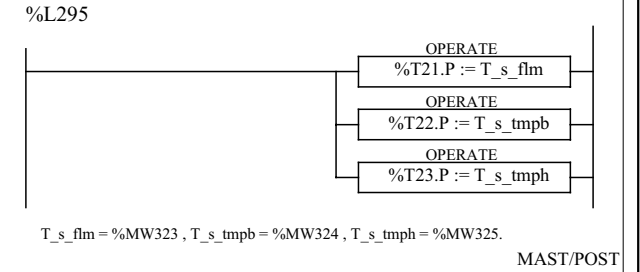 %L295
OPERATE
%T21.P := T_s_flm
OPERATE
%T22.P := T_s_tmpb
OPERATE
%T23.P := T_s_tmph
T_s_flm = %MW323 , T_s_tmpb = %MW324 , T_s_tmph = %MW325.
MAST/POST